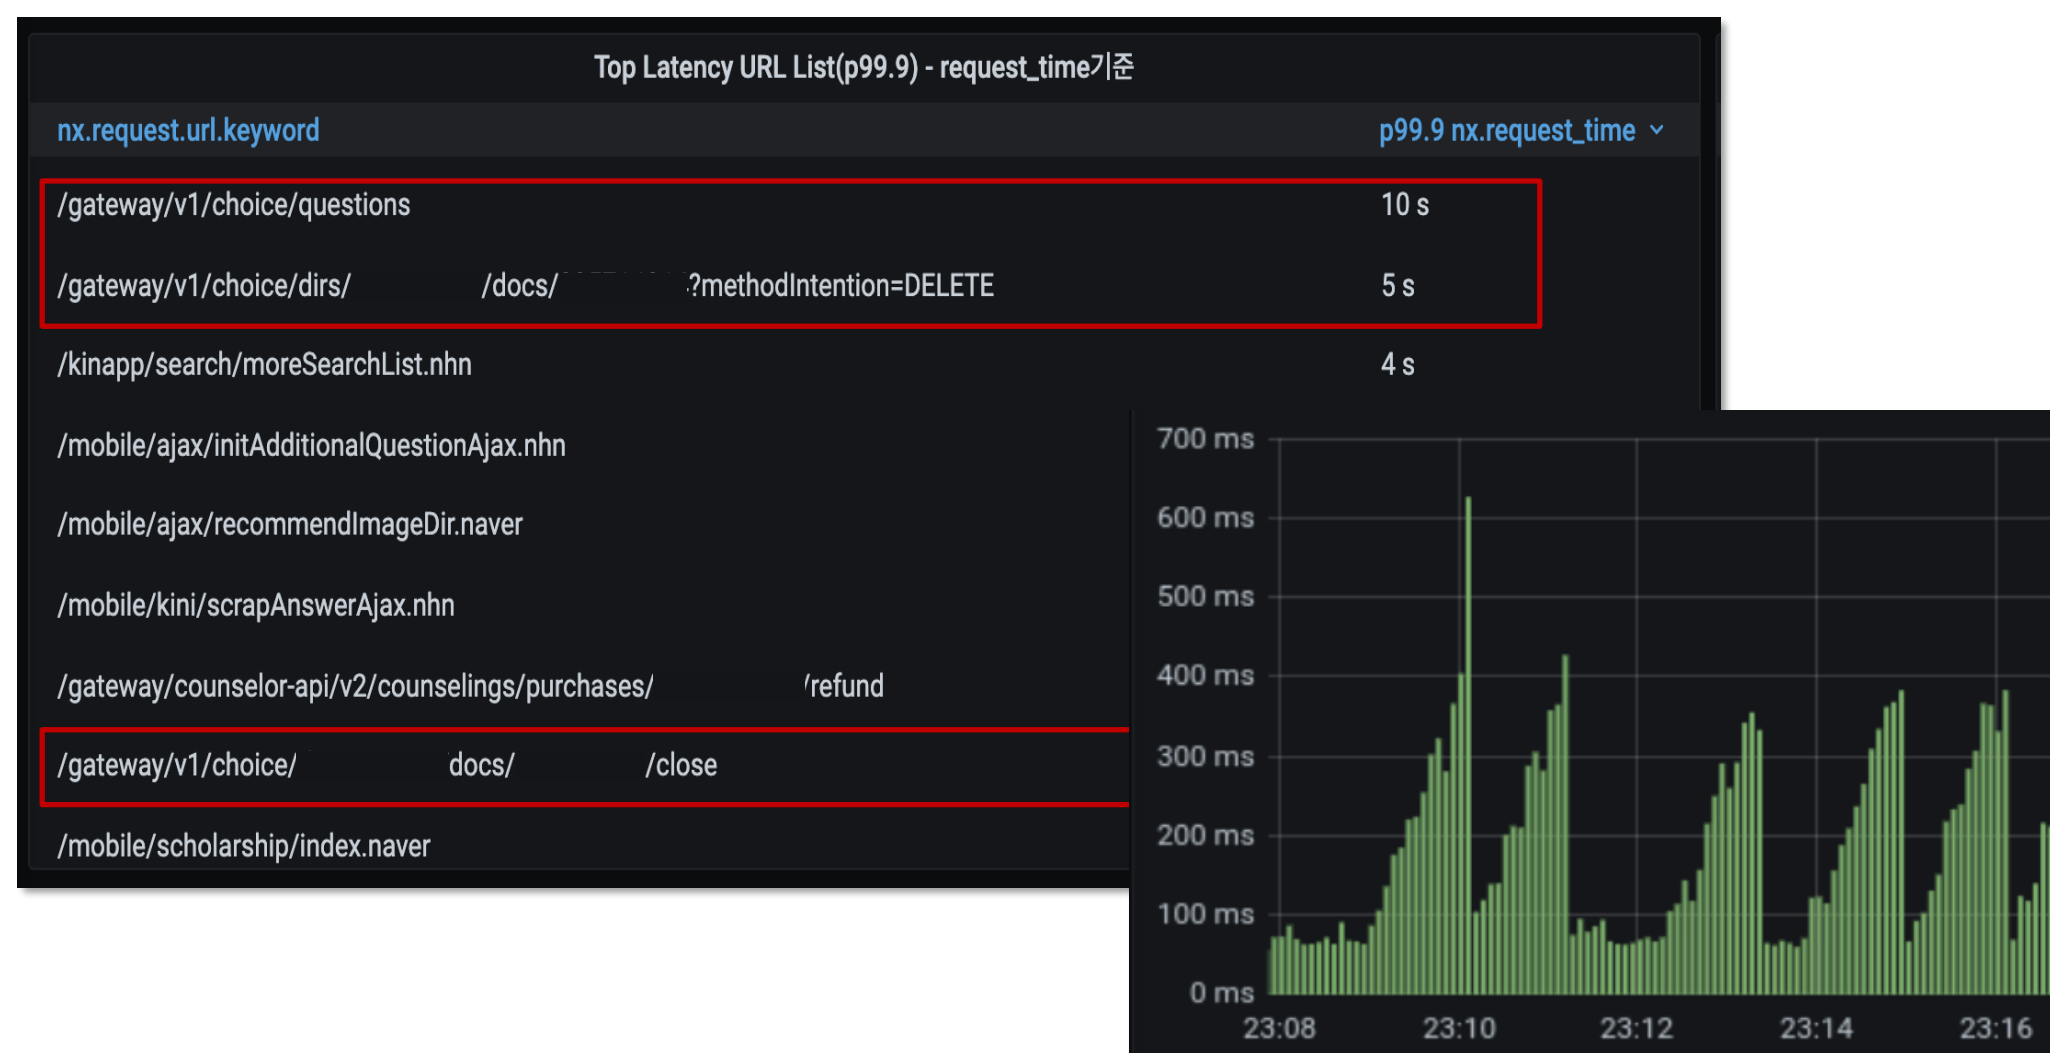 Top Latency URL List(p99.9) - request_time기준
nx.request.url.keyword p99.9 nx.request_time
/gateway/v1/choice/questions 10 s
/gateway/v1/choice/dirs/ /docs/ ?methodIntention=DELETE 5 s
/kinapp/search/moreSearchList.nhn 4 s
/mobile/ajax/initAdditionalQuestionAjax.nhn
/mobile/ajax/recommendImageDir.naver
/mobile/kini/scrapAnswerAjax.nhn
/gateway/counselor-api/v2/counselings/purchases/ /refund
/gateway/v1/choice/ docs/ /close
/mobile/scholarship/index.naver
700 ms
600 ms
500 ms
400 ms
300 ms
200 ms
100 ms
0 ms
23:08 23:10 23:12 23:14 23:16